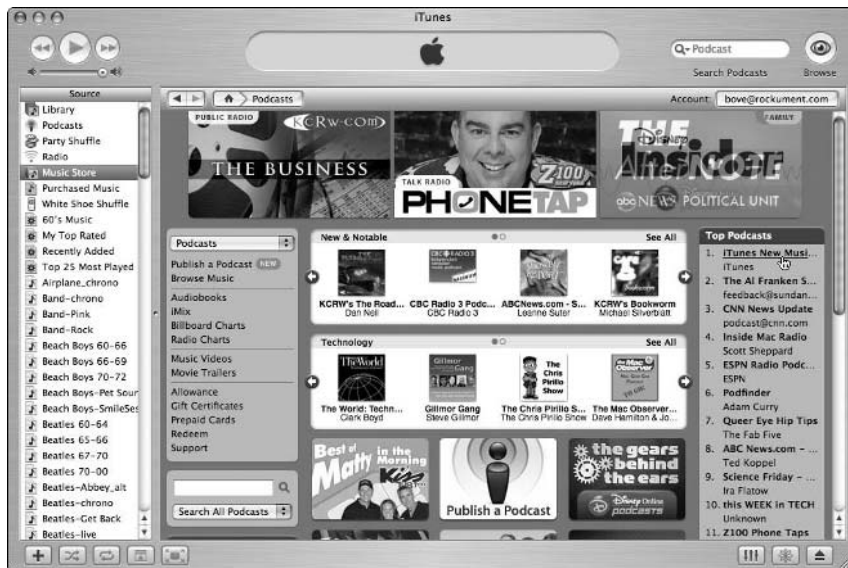 iTunes
Podcast
Search Podcasts
Browse
Source
Library
Podcasts
Party Shuffle
Radio
Music Store
Purchased Music
White Shoe Shuffle
60's Music
My Top Rated
Recently Added
Top 25 Most Played
Airplane_chrono
Band-chrono
Band-Pink
Band-Rock
Beach Boys 60-66
Beach Boys 66-69
Beach Boys 70-72
Beach Boys-Pet Soun
Beach Boys-SmileSes
Beatles 60-64
Beatles 65-66
Beatles 67-70
Beatles 70-00
Beatles-Abbey_alt
Beatles-chrono
Beatles-Get Back
Beatles-live
Podcasts
Account: bove@rockument.com
PUBLIC RADIO
KCRW.COM
THE BUSINESS
TALK RADIO
Z100
PHONETAP
FAMILY
THE
Disney
Insider
AfterNOTE
abc NEWS POLITICAL UNIT
Podcasts
Publish a Podcast NEW
Browse Music
Audiobooks
iMix
Billboard Charts
Radio Charts
Music Videos
Movie Trailers
Allowance
Gift Certificates
Prepaid Cards
Redeem
Support
Search All Podcasts
New & Notable
See All
CBC RADIO 3
KCRW's The Road...
Dan Neil
CBC Radio 3 Podc...
CBC Radio 3
ABCNews.com - S...
Leanne Suter
KCRW's Bookworm
Michael Silverblatt
Technology
See All
The World
Gillmor
Gang
The
Chris
Pirillo
Show
the Mac
Observer
The World: Techn...
Clark Boyd
Gillmor Gang
Steve Gillmor
The Chris Pirillo S...
The Chris Pirillo Show
The Mac Observer...
Dave Hamilton & Jo...
Best of
Matty in the
Morning
Kiss
Publish a Podcast
the gears
behind
the ears
Disney Online
podcasts
Top Podcasts
1. iTunes New Musi...
iTunes
2. The Al Franken S...
feedback@sundan...
3. CNN News Update
podcast@cnn.com
4. Inside Mac Radio
Scott Sheppard
5. ESPN Radio Podc...
ESPN
6. Podfinder
Adam Curry
7. Queer Eye Hip Tips
The Fab Five
8. ABC News.com - ...
Ted Koppel
9. Science Friday - ...
Ira Flatow
10. this WEEK in TECH
Unknown
11. Z100 Phone Taps